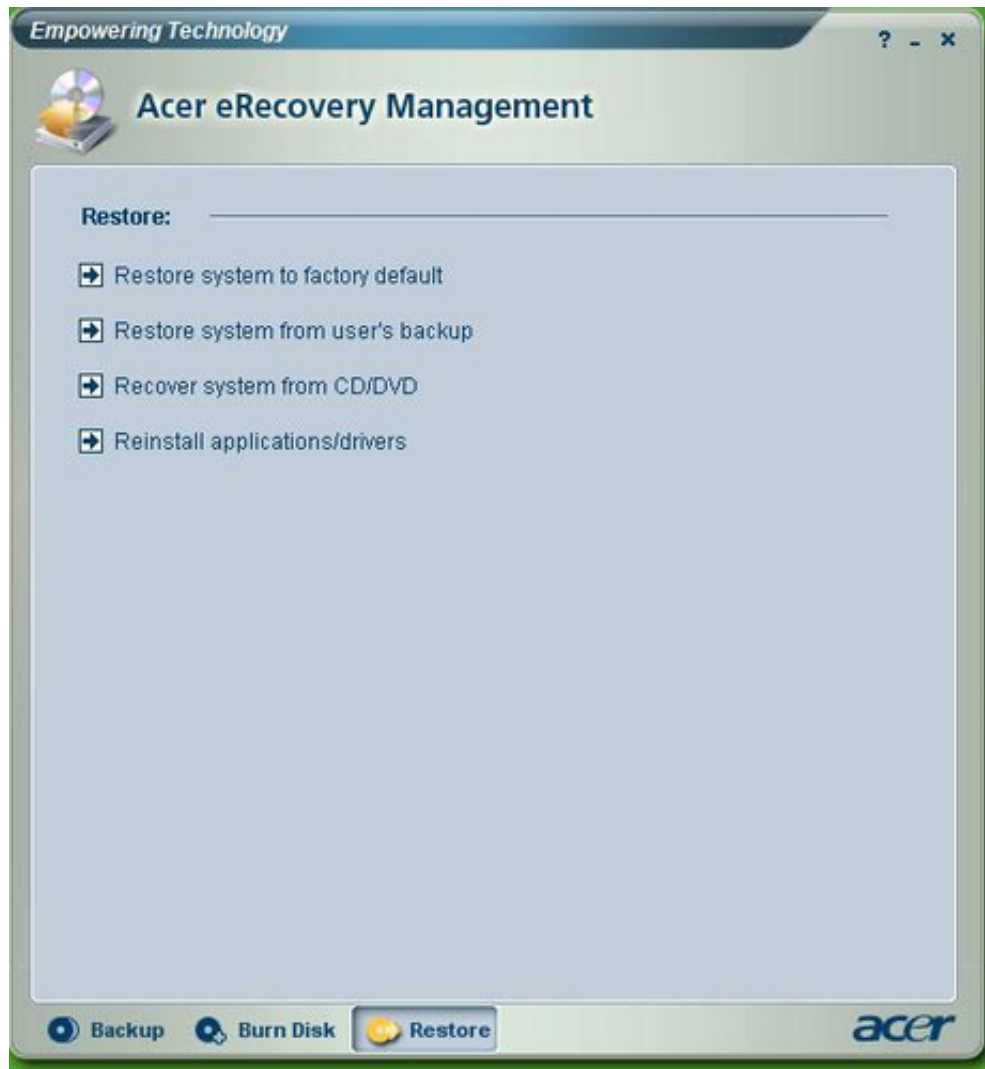 Empowering Technology
? - x
Acer eRecovery Management
Restore:
Restore system to factory default
Restore system from user's backup
Recover system from CD/DVD
Reinstall applications/drivers
Backup Burn Disk Restore acer